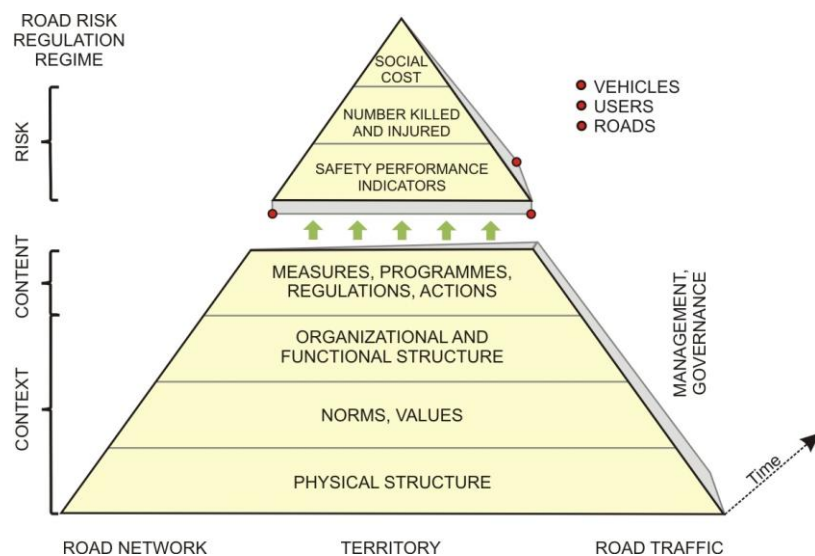 ROAD RISK
REGULATION
REGIME
SOCIAL
COST
NUMBER KILLED
AND INJURED
SAFETY PERFORMANCE
INDICATORS
VEHICLES
USERS
ROADS
RISK
CONTENT
CONTEXT
MEASURES, PROGRAMMES,
REGULATIONS, ACTIONS
ORGANIZATIONAL AND
FUNCTIONAL STRUCTURE
NORMS, VALUES
PHYSICAL STRUCTURE
MANAGEMENT,
GOVERNANCE
Time
ROAD NETWORK
TERRITORY
ROAD TRAFFIC